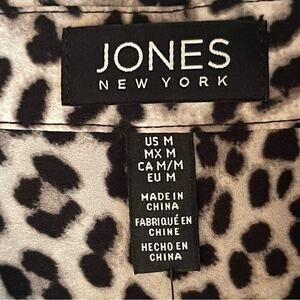 JONES
NEW YORK
US M
MX M
CA M/M
EU M
MADE IN
CHINA
FABRIQUÉ EN
CHINE
HECHO EN
CHINA